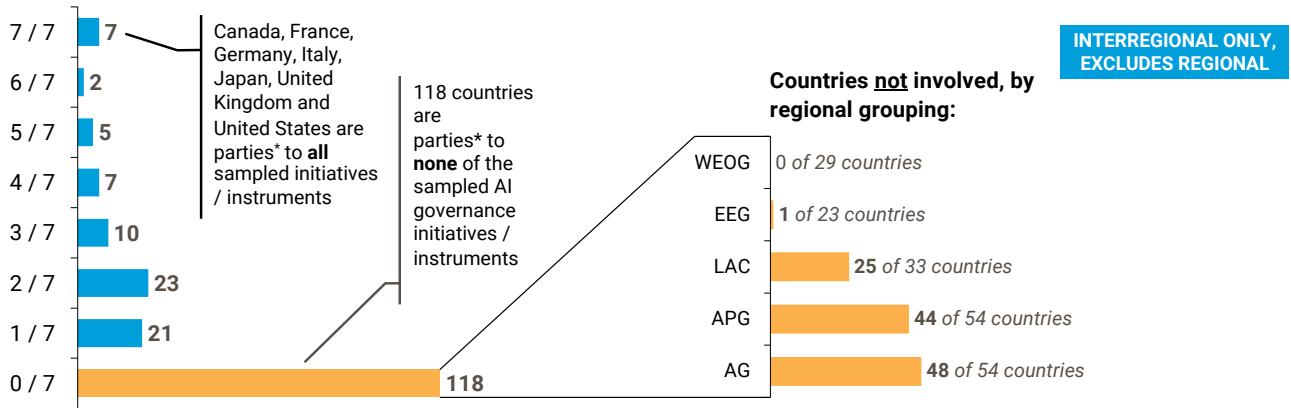 7 / 7
7
6 / 7
2
5 / 7
5
4 / 7
7
3 / 7
10
2 / 7
23
1 / 7
21
0 / 7
118
Canada, France,
Germany, Italy,
Japan, United
Kingdom and
United States are
parties* to all
sampled initiatives
/ instruments
118 countries
are
parties* to
none of the
sampled AI
governance
initiatives /
instruments
INTERREGIONAL ONLY,
EXCLUDES REGIONAL
Countries not involved, by
regional grouping:
WEOG
0 of 29 countries
EEG
1 of 23 countries
LAC
25 of 33 countries
APG
44 of 54 countries
AG
48 of 54 countries